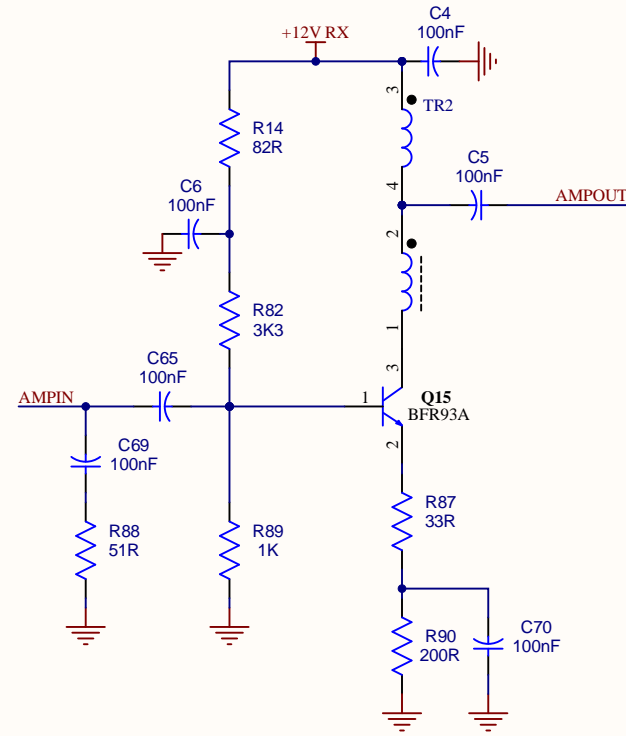 C4
100nF
+12V RX
3
TR2
R14
82R
C5
100nF
C6
100nF
4
AMPOUT
2
R82
3K3
1
C65
100nF
3
AMPIN
1
Q15
BFR93A
2
C69
100nF
R87
33R
R88
51R
R89
1K
R90
200R
C70
100nF